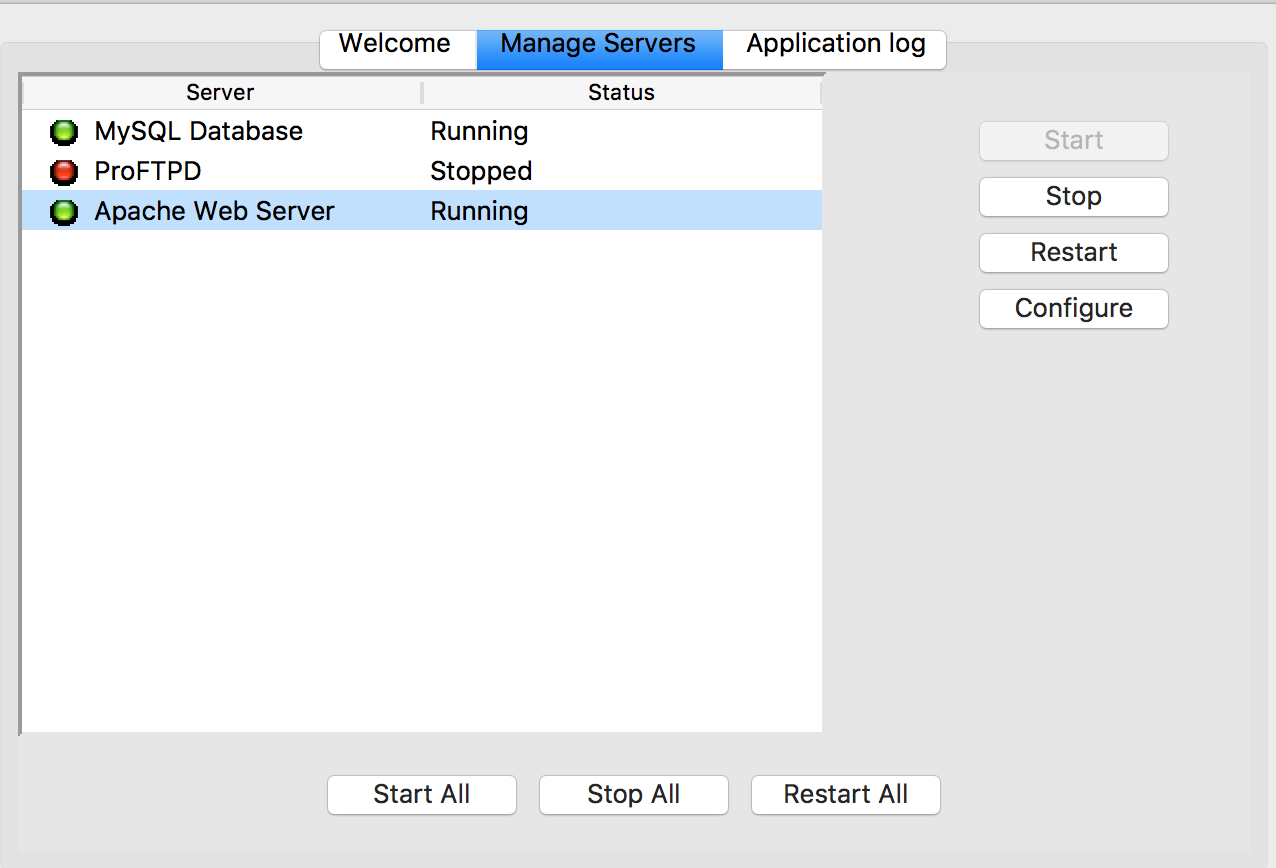 Welcome Manage Servers Application log
Server Status
MySQL Database Running
ProFTPD Stopped
Apache Web Server Running
Start
Stop
Restart
Configure
Start All Stop All Restart All